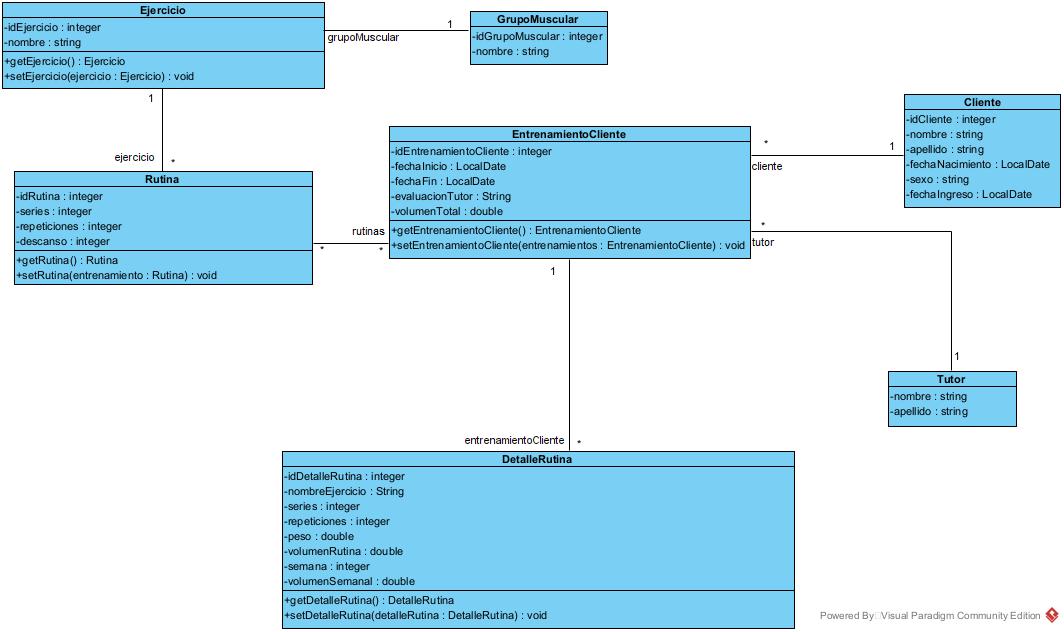 Ejercicio
-idEjercicio : integer
-nombre : string
+getEjercicio() : Ejercicio
+setEjercicio(ejercicio : Ejercicio) : void
1
grupoMuscular
GrupoMuscular
-idGrupoMuscular : integer
-nombre : string
1
ejercicio
*
Rutina
-idRutina : integer
-series : integer
-repeticiones : integer
-descanso : integer
+getRutina() : Rutina
+setRutina(entrenamiento : Rutina) : void
rutinas
*
*
EntrenamientoCliente
-idEntrenamientoCliente : integer
-fechaInicio : LocalDate
-fechaFin : LocalDate
-evaluacionTutor : String
-volumenTotal : double
+getEntrenamientoCliente() : EntrenamientoCliente
+setEntrenamientoCliente(entrenamientos : EntrenamientoCliente) : void
*
1
cliente
Cliente
-idCliente : integer
-nombre : string
-apellido : string
-fechaNacimiento : LocalDate
-sexo : string
-fechaIngreso : LocalDate
*
tutor
1
Tutor
-nombre : string
-apellido : string
1
entrenamientoCliente
*
DetalleRutina
-idDetalleRutina : integer
-nombreEjercicio : String
-series : integer
-repeticiones : integer
-peso : double
-volumenRutina : double
-semana : integer
-volumenSemanal : double
+getDetalleRutina() : DetalleRutina
+setDetalleRutina(detalleRutina : DetalleRutina) : void
Powered By Visual Paradigm Community Edition